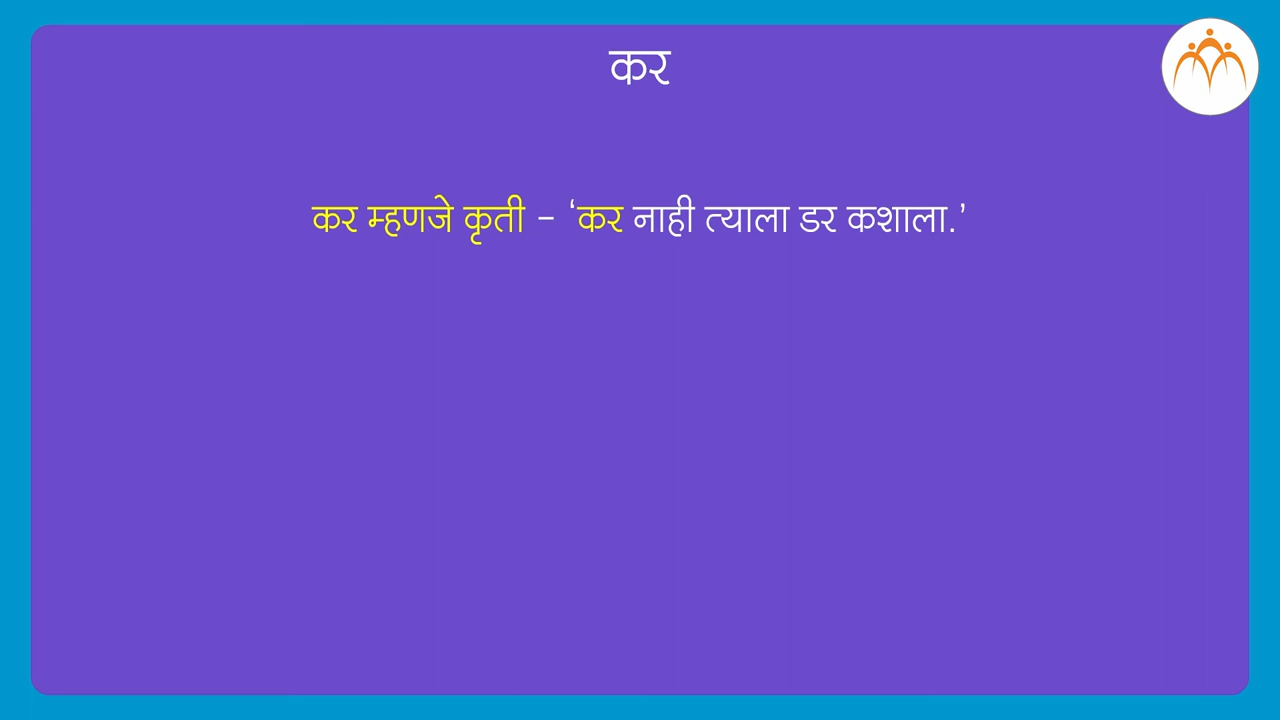 कर
कर म्हणजे कृती – ‘कर नाही त्याला डर कशाला.’